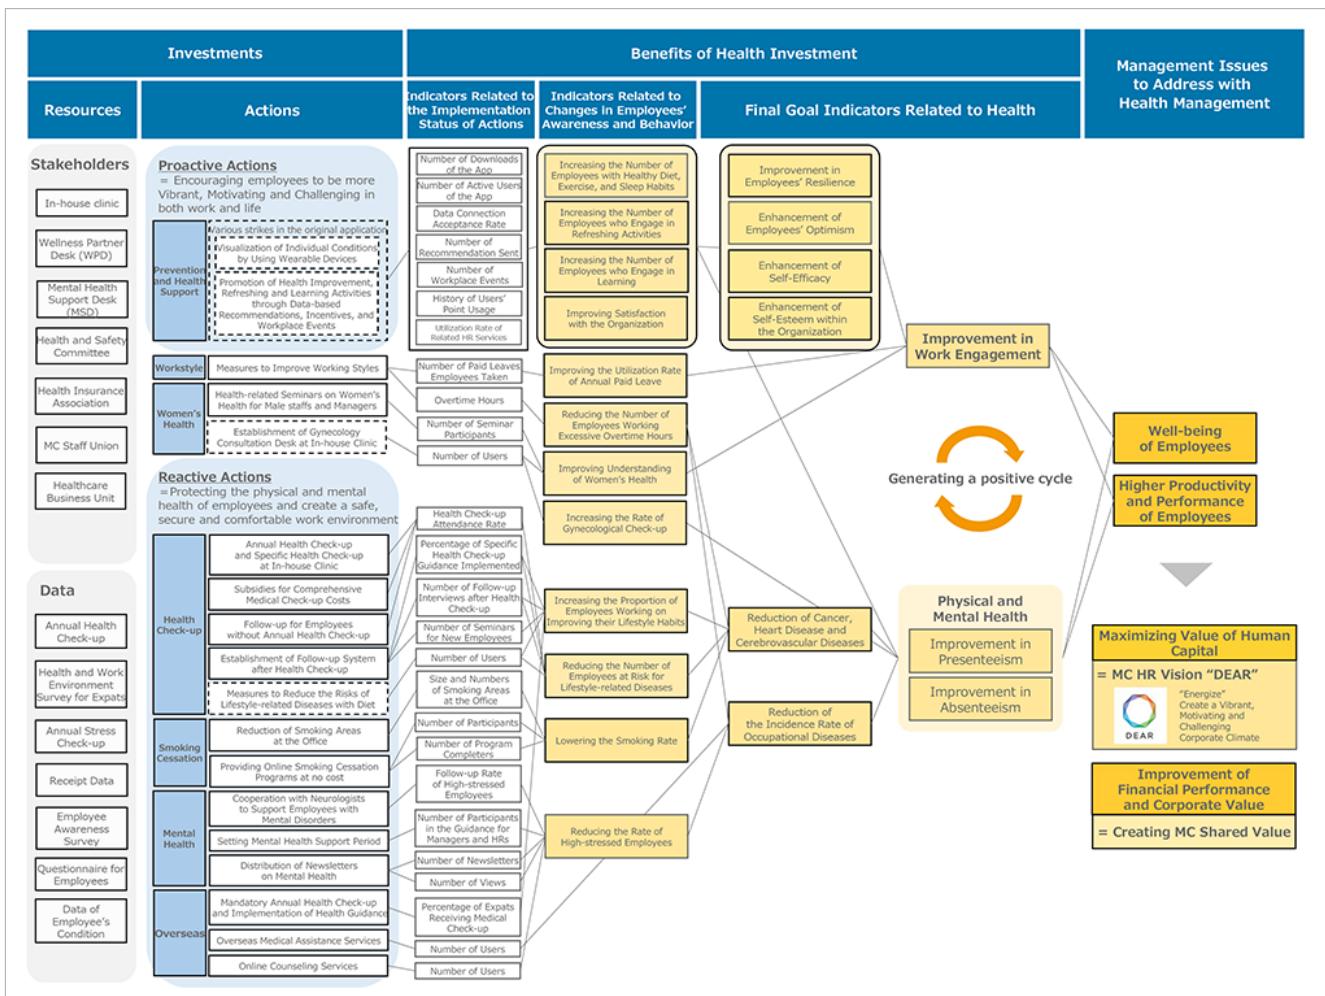 Investments
Benefits of Health Investment
Management Issues
to Address with
Health Management
Resources
Actions
Indicators Related to
the Implementation
Status of Actions
Indicators Related to
Changes in Employees'
Awareness and Behavior
Final Goal Indicators Related to Health
Stakeholders
In-house clinic
Wellness Partner
Desk (WPD)
Mental Health
Support Desk
(MSD)
Health and Safety
Committee
Health Insurance
Association
MC Staff Union
Healthcare
Business Unit
Data
Annual Health
Check-up
Health and Work
Environment
Survey for Expats
Annual Stress
Check-up
Receipt Data
Employee
Awareness
Survey
Questionnaire for
Employees
Data of
Employee's
Condition
Proactive Actions
= Encouraging employees to be more
Vibrant, Motivating and Challenging in
both work and life
Prevention
and Health
Support
Various strikes in the original application
Visualization of Individual Conditions
by Using Wearable Devices
Promotion of Health Improvement,
Refreshing and Learning Activities
through Data-based
Recommendations, Incentives, and
Workplace Events
Workstyle
Measures to Improve Working Styles
Women's
Health
Health-related Seminars on Women's
Health for Male staffs and Managers
Establishment of Gynecology
Consultation Desk at In-house Clinic
Reactive Actions
=Protecting the physical and mental
health of employees and create a safe,
secure and comfortable work environment
Health
Check-up
Annual Health Check-up
and Specific Health Check-up
at In-house Clinic
Subsidies for Comprehensive
Medical Check-up Costs
Follow-up for Employees
without Annual Health Check-up
Establishment of Follow-up System
after Health Check-up
Measures to Reduce the Risks of
Lifestyle-related Diseases with Diet
Smoking
Cessation
Reduction of Smoking Areas
at the Office
Providing Online Smoking Cessation
Programs at no cost
Mental
Health
Cooperation with Neurologists
to Support Employees with
Mental Disorders
Setting Mental Health Support Period
Distribution of Newsletters
on Mental Health
Overseas
Mandatory Annual Health Check-up
and Implementation of Health Guidance
Overseas Medical Assistance Services
Online Counseling Services
Number of Downloads
of the App
Number of Active Users
of the App
Data Connection
Acceptance Rate
Number of
Recommendation Sent
Number of
Workplace Events
History of Users'
Point Usage
Utilization Rate of
Related HR Services
Number of Paid Leaves
Employees Taken
Overtime Hours
Number of Seminar
Participants
Number of Users
Health Check-up
Attendance Rate
Percentage of Specific
Health Check-up
Guidance Implemented
Number of Follow-up
Interviews after Health
Check-up
Number of Seminars
for New Employees
Number of Users
Size and Numbers
of Smoking Areas
at the Office
Number of Participants
Number of Program
Completers
Follow-up Rate
of High-stressed
Employees
Number of Participants
in the Guidance for
Managers and HRs
Number of Newsletters
Number of Views
Percentage of Expats
Receiving Medical
Check-up
Number of Users
Number of Users
Increasing the Number of
Employees with Healthy Diet,
Exercise, and Sleep Habits
Increasing the Number of
Employees who Engage in
Refreshing Activities
Increasing the Number of
Employees who Engage in
Learning
Improving Satisfaction
with the Organization
Improving the Utilization Rate
of Annual Paid Leave
Reducing the Number of
Employees Working
Excessive Overtime Hours
Improving Understanding
of Women's Health
Increasing the Rate of
Gynecological Check-up
Increasing the Proportion of
Employees Working on
Improving their Lifestyle Habits
Reducing the Number of
Employees at Risk for
Lifestyle-related Diseases
Lowering the Smoking Rate
Reducing the Rate of
High-stressed Employees
Improvement in
Employees' Resilience
Enhancement of
Employees' Optimism
Enhancement of
Self-Efficacy
Enhancement of
Self-Esteem within
the Organization
Reduction of Cancer,
Heart Disease and
Cerebrovascular Diseases
Reduction of
the Incidence Rate of
Occupational Diseases
Improvement in
Work Engagement
Generating a positive cycle
Physical and
Mental Health
Improvement in
Presenteeism
Improvement in
Absenteeism
Well-being
of Employees
Higher Productivity
and Performance
of Employees
Maximizing Value of Human
Capital
= MC HR Vision "DEAR"
DEAR
"Energize"
Create a Vibrant,
Motivating and
Challenging
Corporate Climate
Improvement of
Financial Performance
and Corporate Value
= Creating MC Shared Value